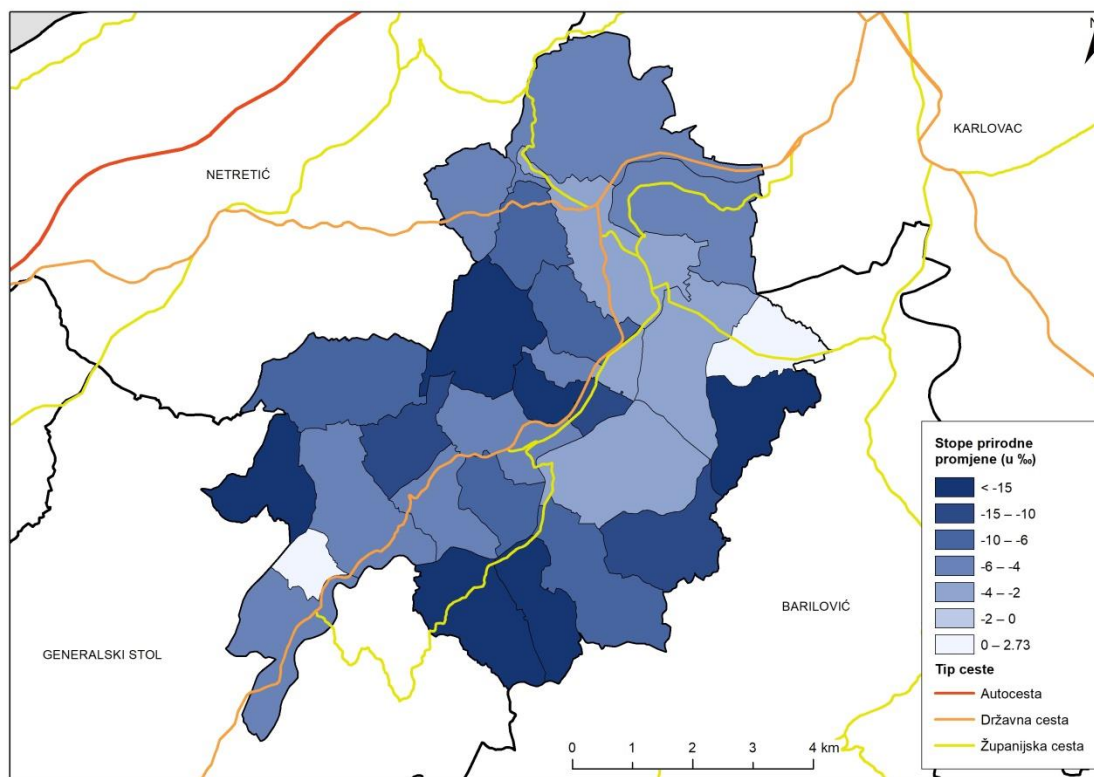 N
KARLOVAC
NETRETIĆ
BARILOVIĆ
GENERALSKI STOL
Stope prirodne
promjene (u ‰)
< -15
-15 – -10
-10 – -6
-6 – -4
-4 – -2
-2 – 0
0 – 2.73
Tip ceste
Autocesta
Državna cesta
Županijska cesta
0 1 2 3 4 km